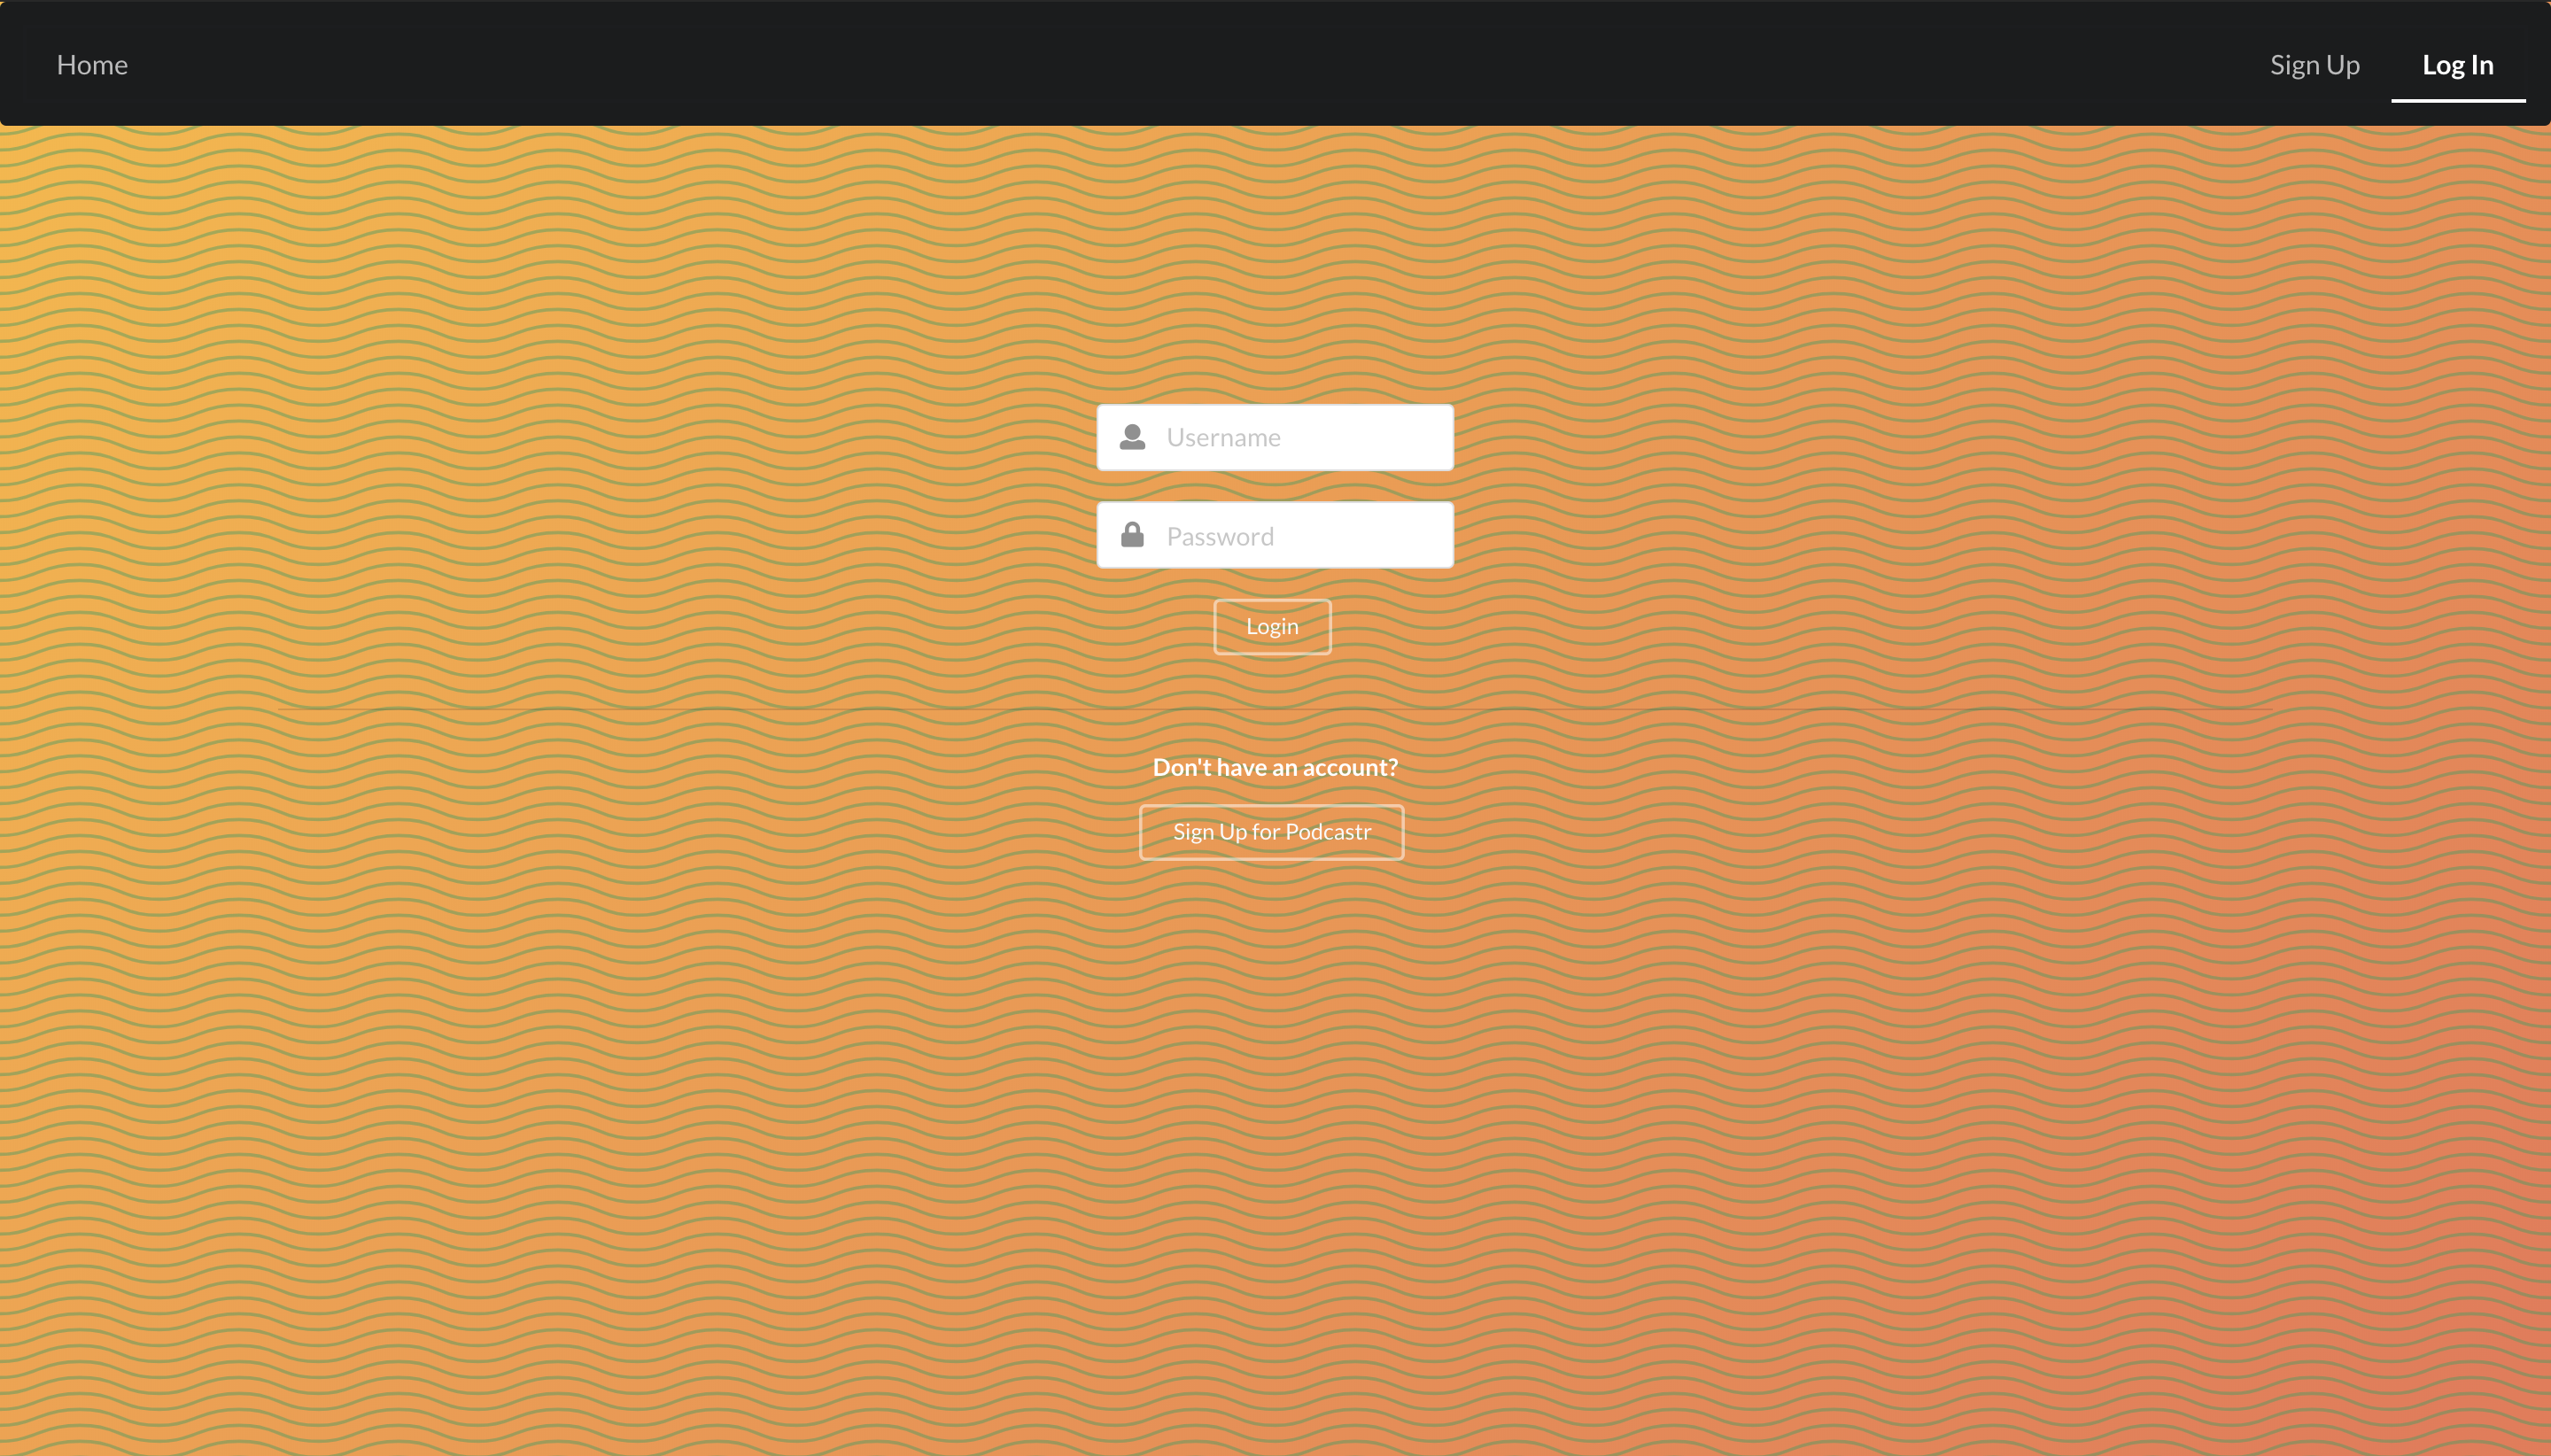 Home
Sign Up
Log In
Username
Password
Login
Don't have an account?
Sign Up for Podcastr